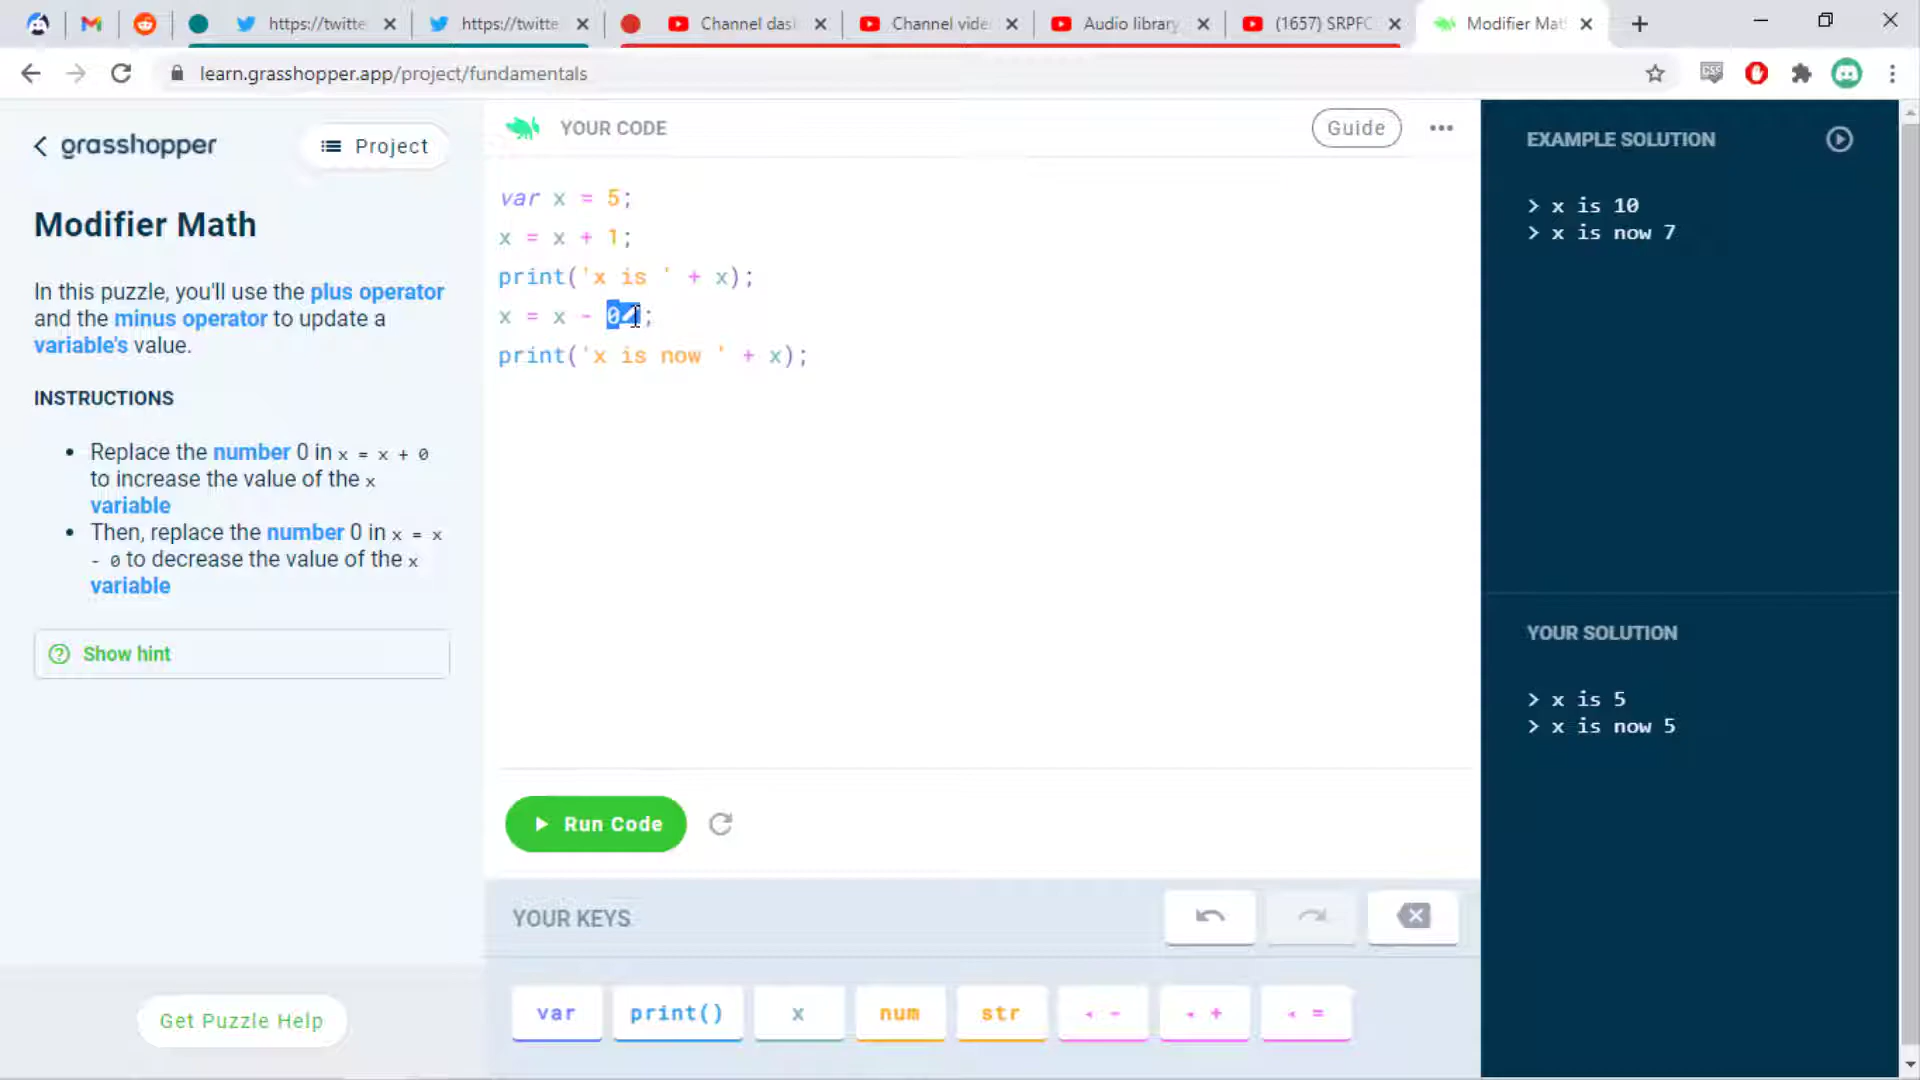 https://twitte
https://twitte
Channel das
Channel vide
Audio library
(1657) SRPFC
Modifier Mat
learn.grasshopper.app/project/fundamentals
grasshopper
Project
Modifier Math
In this puzzle, you'll use the plus operator
and the minus operator to update a
variable's value.
INSTRUCTIONS
Replace the number 0 in x = x + 0
to increase the value of the x
variable
Then, replace the number 0 in x = x
- 0 to decrease the value of the x
variable
Show hint
Get Puzzle Help
YOUR CODE
Guide
var x = 5;
x = x + 1;
print('x is ' + x);
x = x - 0;
print('x is now ' + x);
Run Code
YOUR KEYS
var
print()
x
num
str
-
+
=
EXAMPLE SOLUTION
> x is 10
> x is now 7
YOUR SOLUTION
> x is 5
> x is now 5